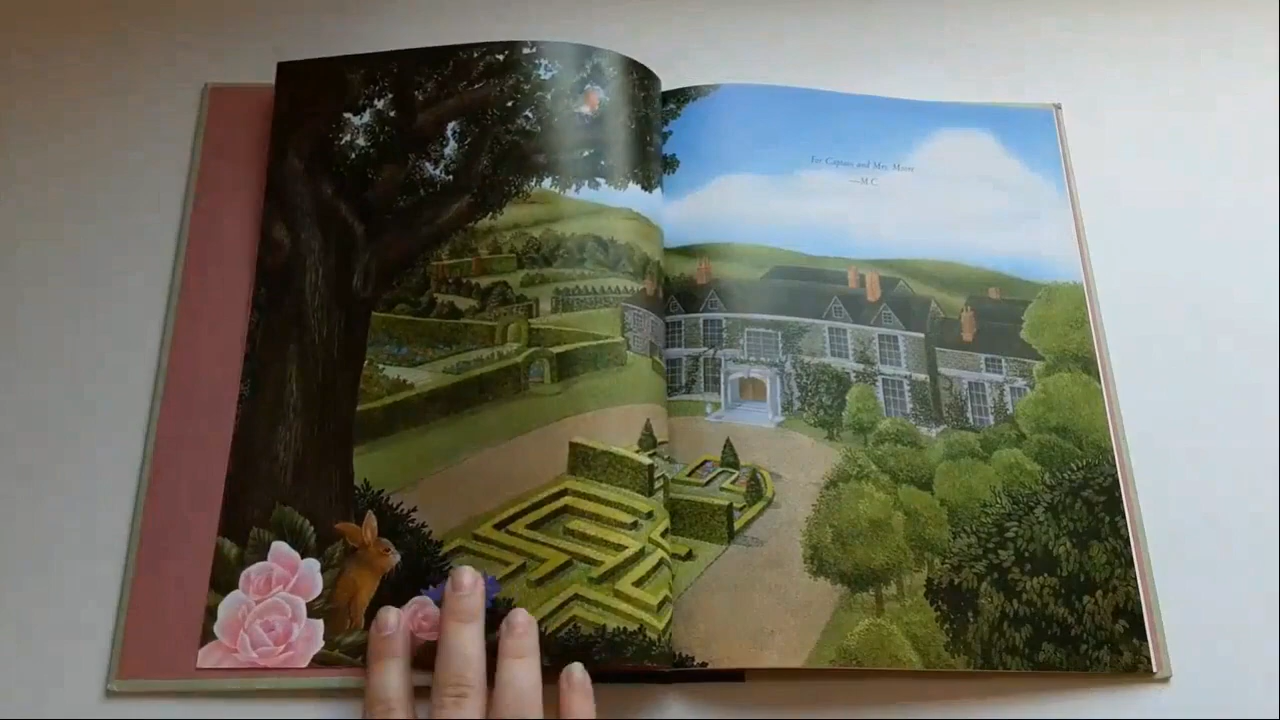 For Captain and Mrs. Moore
—M.C.